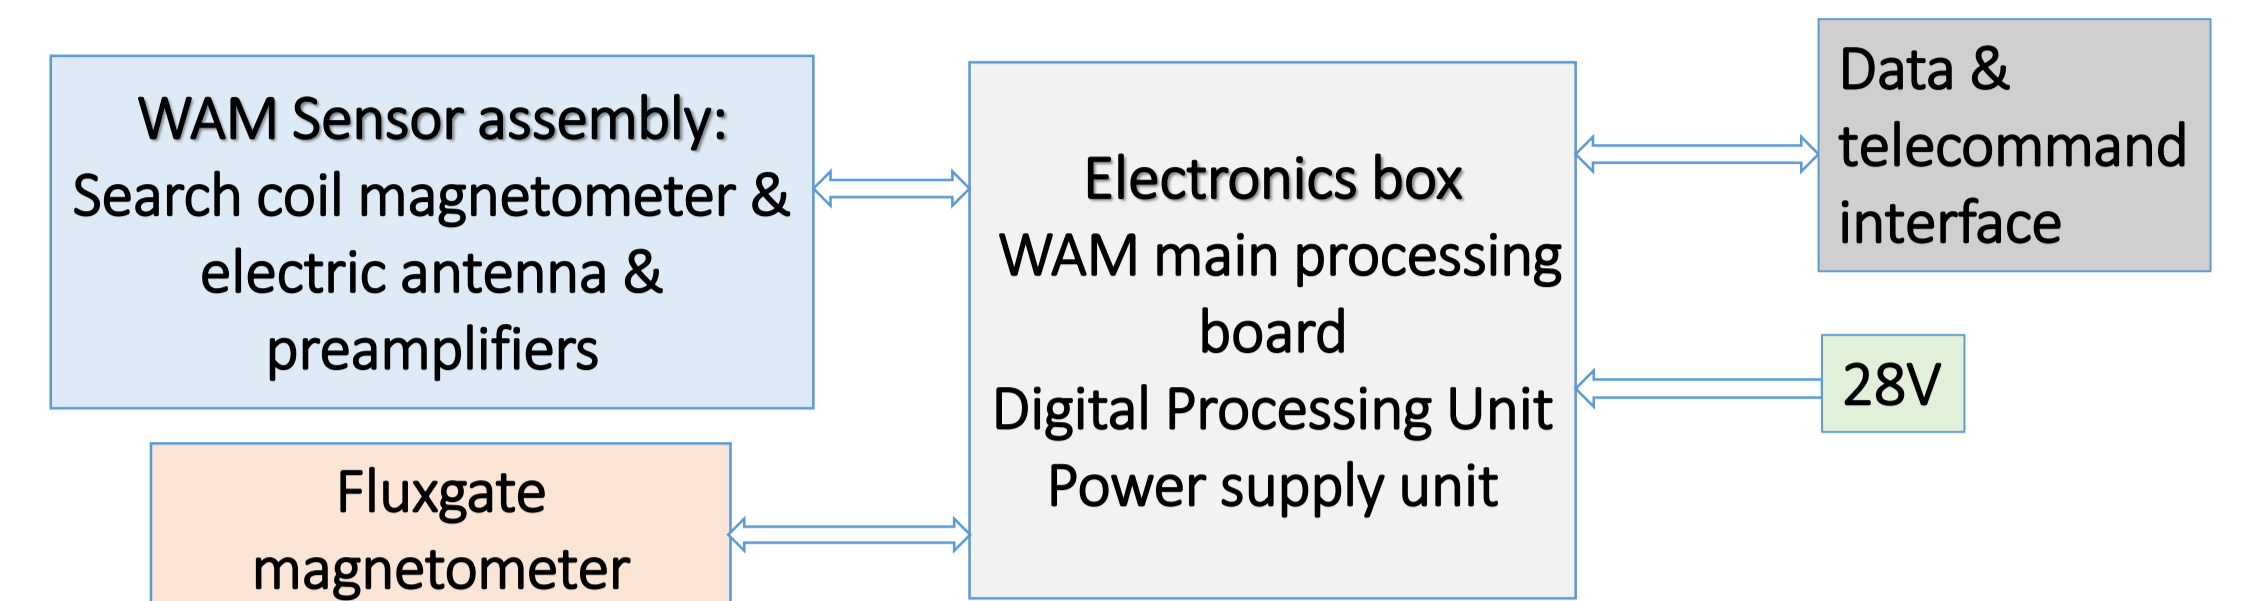 WAM Sensor assembly:
Search coil magnetometer &
electric antenna &
preamplifiers
Fluxgate
magnetometer
Electronics box
WAM main processing
board
Digital Processing Unit
Power supply unit
Data &
telecommand
interface
28V